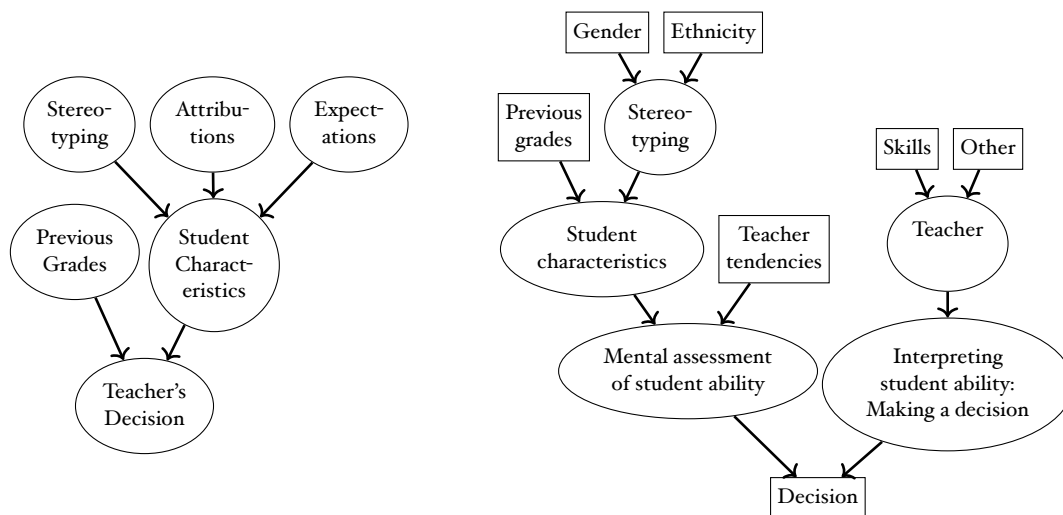 Stereo-
typing
Attribu-
tions
Expect-
ations
Previous
Grades
Student
Charact-
eristics
Teacher's
Decision
Gender
Ethnicity
Previous
grades
Stereo-
typing
Skills
Other
Student
characteristics
Teacher
tendencies
Teacher
Mental assessment
of student ability
Interpreting
student ability:
Making a decision
Decision